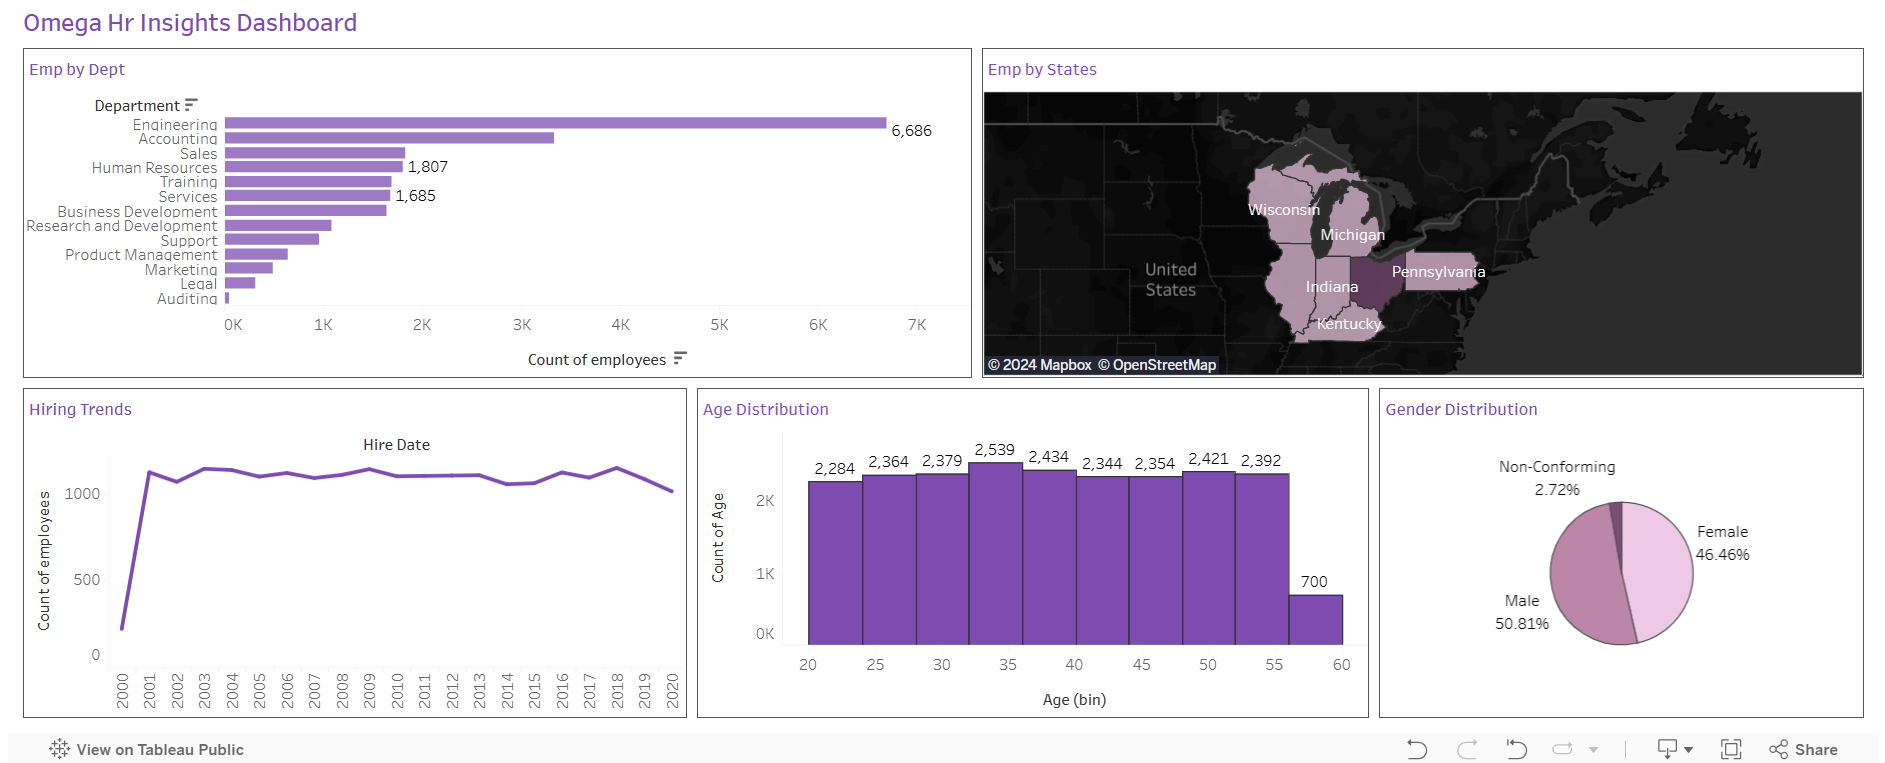 Omega Hr Insights Dashboard
Emp by Dept
Department
Engineering
6,686
Accounting
Sales
Human Resources
1,807
Training
Services
1,685
Business Development
Research and Development
Support
Product Management
Marketing
Legal
Auditing
0K 1K 2K 3K 4K 5K 6K 7K
Count of employees
Emp by States
Wisconsin
Michigan
United
States
Pennsylvania
Indiana
Kentucky
© 2024 Mapbox © OpenStreetMap
Hiring Trends
Hire Date
Count of employees
1000
500
0
2000 2001 2002 2003 2004 2005 2006 2007 2008 2009 2010 2011 2012 2013 2014 2015 2016 2017 2018 2019 2020
Age Distribution
2,284 2,364 2,379 2,539 2,434 2,344 2,354 2,421 2,392 700
Count of Age
2K
1K
0K
20 25 30 35 40 45 50 55 60
Age (bin)
Gender Distribution
Non-Conforming
2.72%
Female
46.46%
Male
50.81%
View on Tableau Public
Share